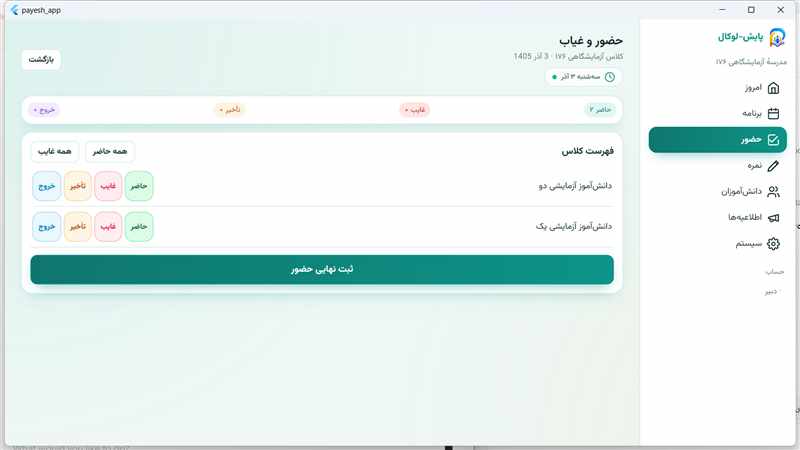 payesh_app
پایش-لوکال
مدرسهٔ آزمایشگاهی ۱۷۶
امروز
برنامه
حضور
نمره
دانش‌آموزان
اطلاعیه‌ها
سیستم
حساب
دبیر
حضور و غیاب
کلاس آزمایشگاهی ۱۷۶ · 3 آذر 1405
سه‌شنبه ۳ آذر
بازگشت
حاضر ۲
غایب ۰
تأخیر ۰
خروج ۰
فهرست کلاس
همه حاضر
همه غایب
دانش‌آموز آزمایشی دو
حاضر غایب تأخیر خروج
دانش‌آموز آزمایشی یک
حاضر غایب تأخیر خروج
ثبت نهایی حضور